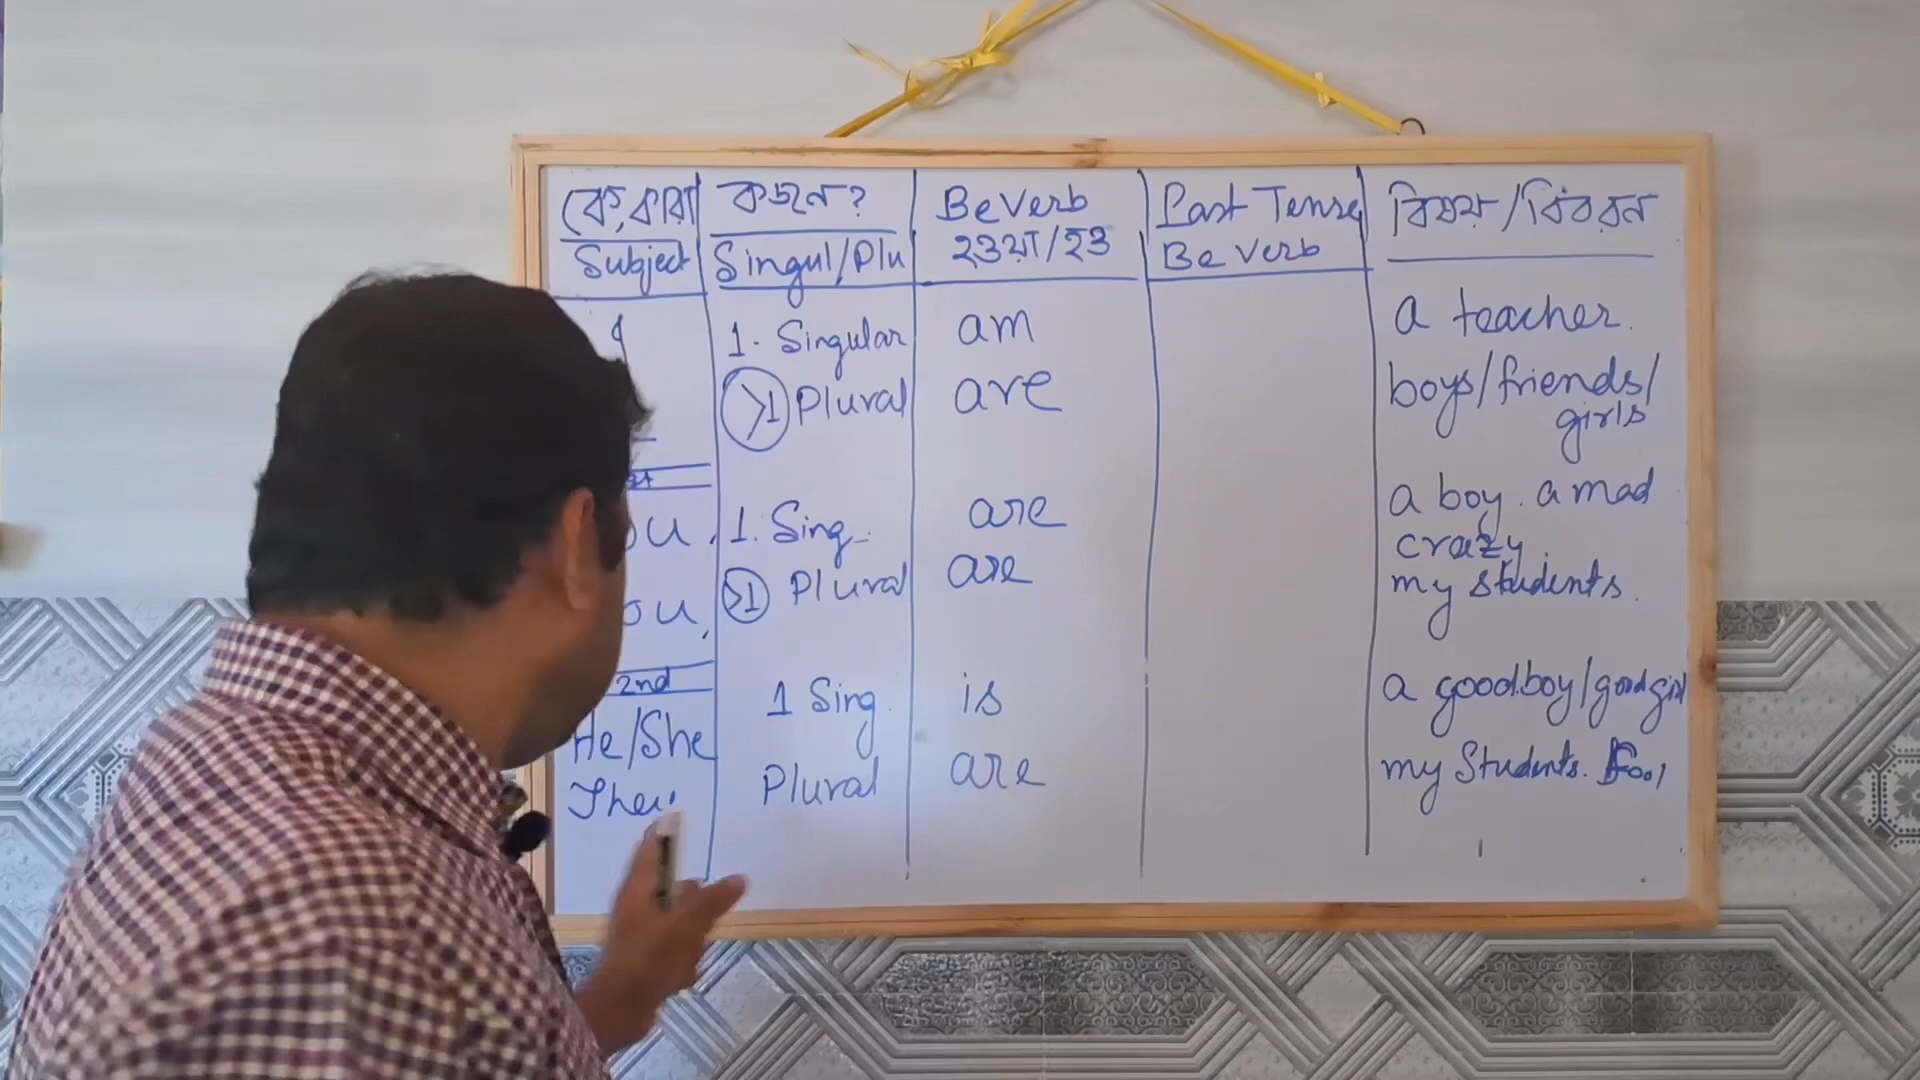 কে, কারা কজনে? Be Verb Past Tense বিষয়/বিবরন
Subject Singul/Plu হওয়া/হও Be Verb
I 1. Singular am a teacher.
>1 Plural are boys/friends/
girls
1. Sing. are a boy. a mad
crazy.
>1 Plural are my students.
2nd
He/She 1 Sing. is a good boy/good girl
Plural are my Students. Fool